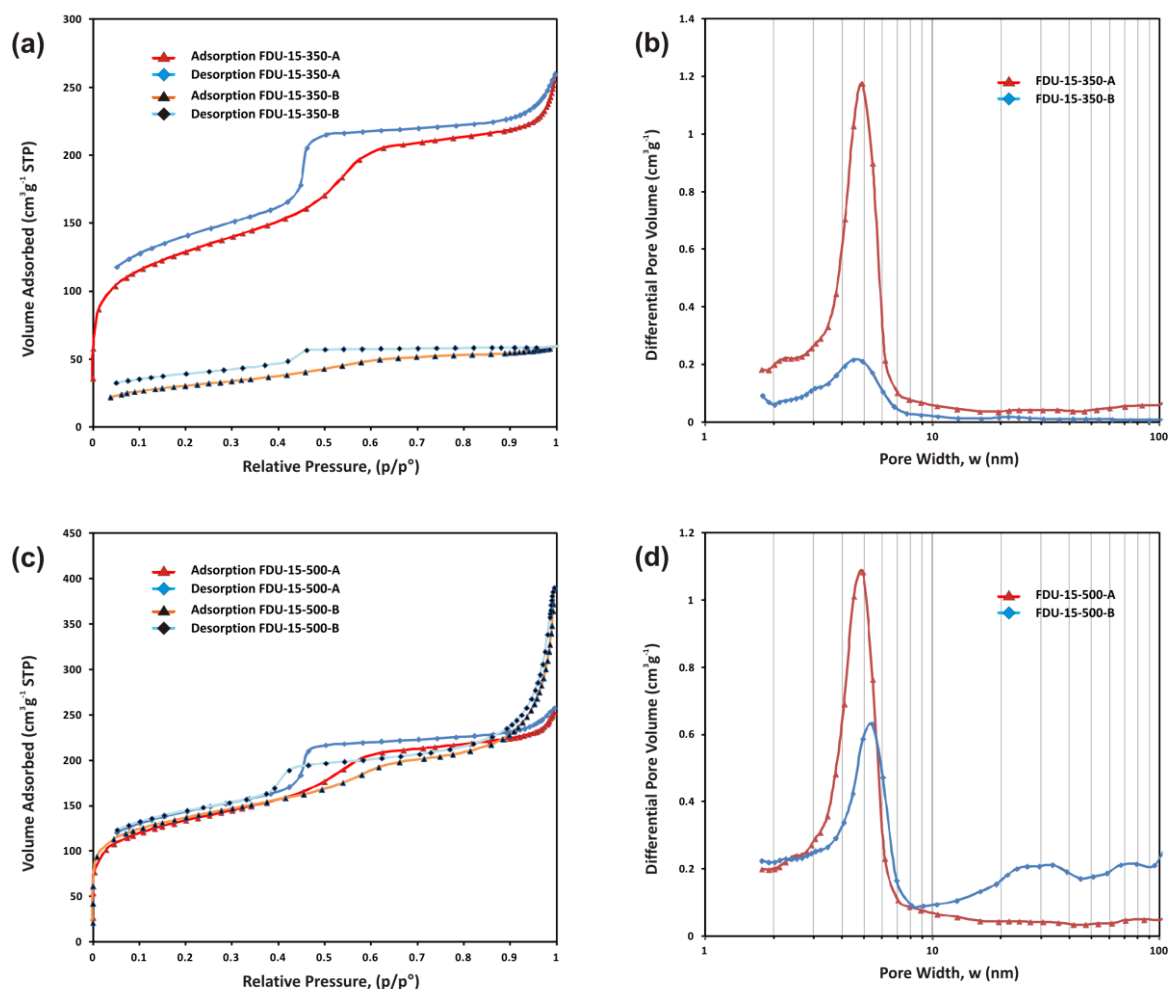 (a)
300
250
200
150
100
50
0
Volume Adsorbed (cm³g⁻¹ STP)
Adsorption FDU-15-350-A
Desorption FDU-15-350-A
Adsorption FDU-15-350-B
Desorption FDU-15-350-B
0 0.1 0.2 0.3 0.4 0.5 0.6 0.7 0.8 0.9 1
Relative Pressure, (p/p°)
(b)
1.4
1.2
1
0.8
0.6
0.4
0.2
0
Differential Pore Volume (cm³g⁻¹)
FDU-15-350-A
FDU-15-350-B
1 10 100
Pore Width, w (nm)
(c)
450
400
350
300
250
200
150
100
50
0
Volume Adsorbed (cm³g⁻¹ STP)
Adsorption FDU-15-500-A
Desorption FDU-15-500-A
Adsorption FDU-15-500-B
Desorption FDU-15-500-B
0 0.1 0.2 0.3 0.4 0.5 0.6 0.7 0.8 0.9 1
Relative Pressure, (p/p°)
(d)
1.2
1
0.8
0.6
0.4
0.2
0
Differential Pore Volume (cm³g⁻¹)
FDU-15-500-A
FDU-15-500-B
1 10 100
Pore Width, w (nm)